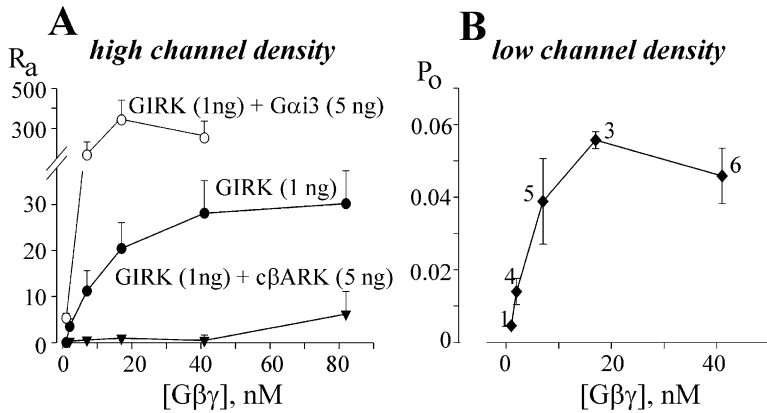 A
high channel density
Ra
500
300
30
20
10
0
GIRK (1ng) + Gαi3 (5 ng)
GIRK (1 ng)
GIRK (1ng) + cβARK (5 ng)
0 20 40 60 80
[Gβγ], nM
B
low channel density
Po
0.06
0.04
0.02
0
1
4
5
3
6
0 20 40
[Gβγ], nM